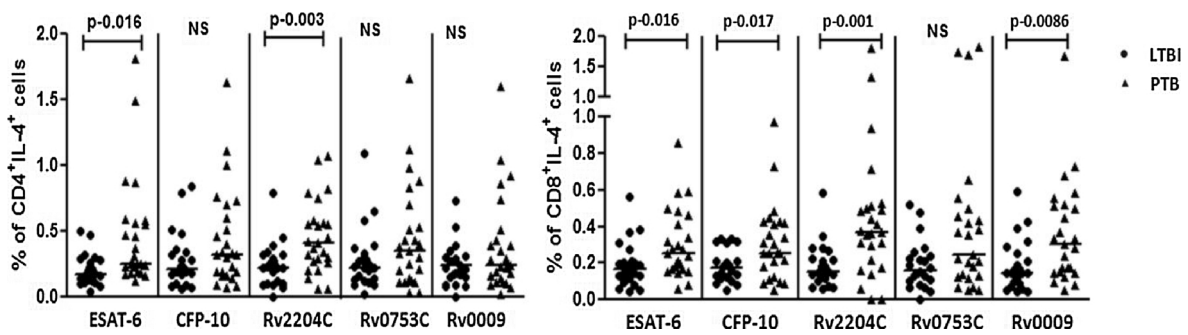 p-0.016 NS p-0.003 NS NS
% of CD4+IL-4+ cells
2.0
1.5
1.0
0.5
0.0
ESAT-6 CFP-10 Rv2204C Rv0753C Rv0009
p-0.016 p-0.017 p-0.001 NS p-0.0086
% of CD8+IL-4+ cells
2.0
1.5
1.0
1.0
0.8
0.6
0.4
0.2
0.0
ESAT-6 CFP-10 Rv2204C Rv0753C Rv0009
LTBI
PTB